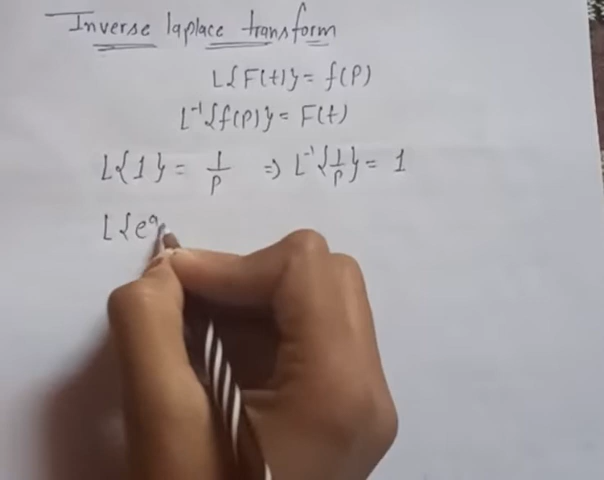 Inverse laplace transform
L{F(t)} = f(P)
L⁻¹{f(P)} = F(t)
L{1} = 1/P ⇒ L⁻¹{1/P} = 1
L{eᵃ